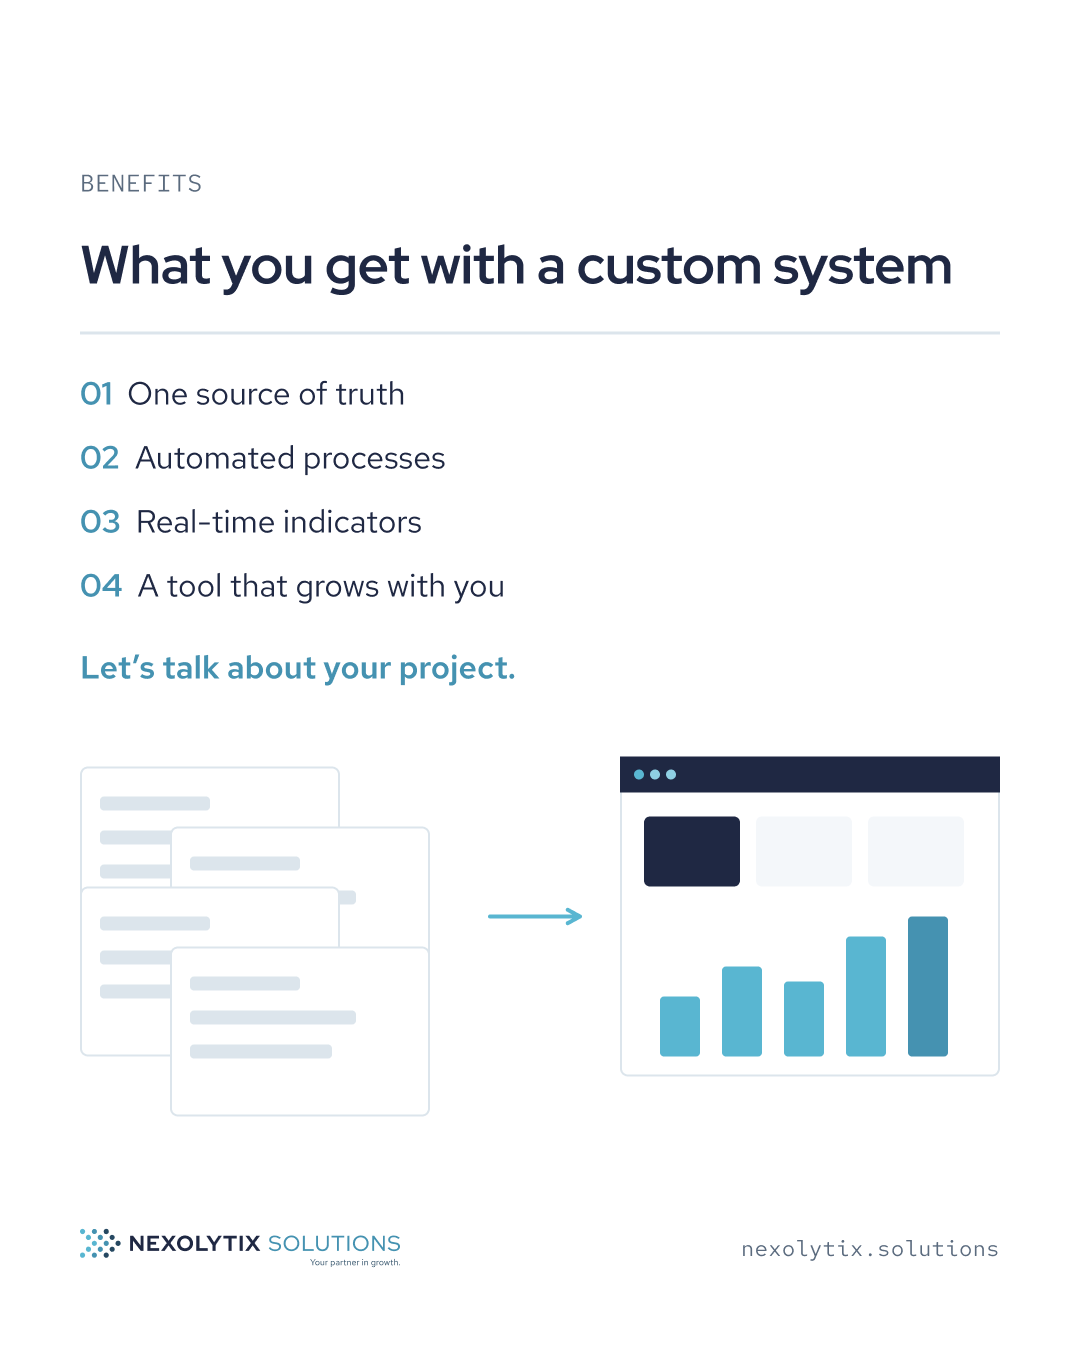 BENEFITS
What you get with a custom system
01 One source of truth
02 Automated processes
03 Real-time indicators
04 A tool that grows with you
Let’s talk about your project.
NEXOLYTIX SOLUTIONS
Your partner in growth.
nexolytix.solutions